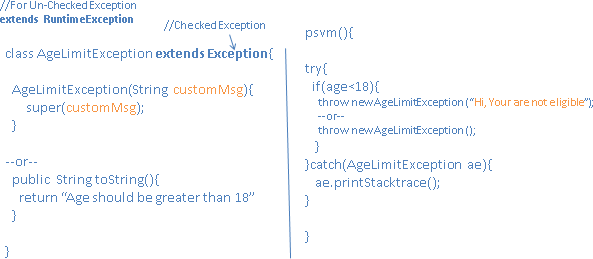 //For Un-Checked Exception
extends RuntimeException
//Checked Exception
class AgeLimitException extends Exception{
AgeLimitException(String customMsg){
super(customMsg);
}
--or--
public String toString(){
return “Age should be greater than 18”
}
}
psvm(){
try{
if(age<18){
throw newAgeLimitException(“Hi, Your are not eligible”);
--or--
throw newAgeLimitException();
}
}catch(AgeLimitException ae){
ae.printStacktrace();
}
}